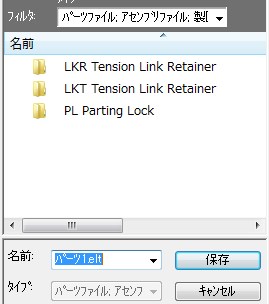 フィルタ: パーツファイル; アセンブリファイル; 製
名前
LKR Tension Link Retainer
LKT Tension Link Retainer
PL Parting Lock
名前: パーツ1.elt 保存
タイプ: パーツファイル; アセンブ キャンセル